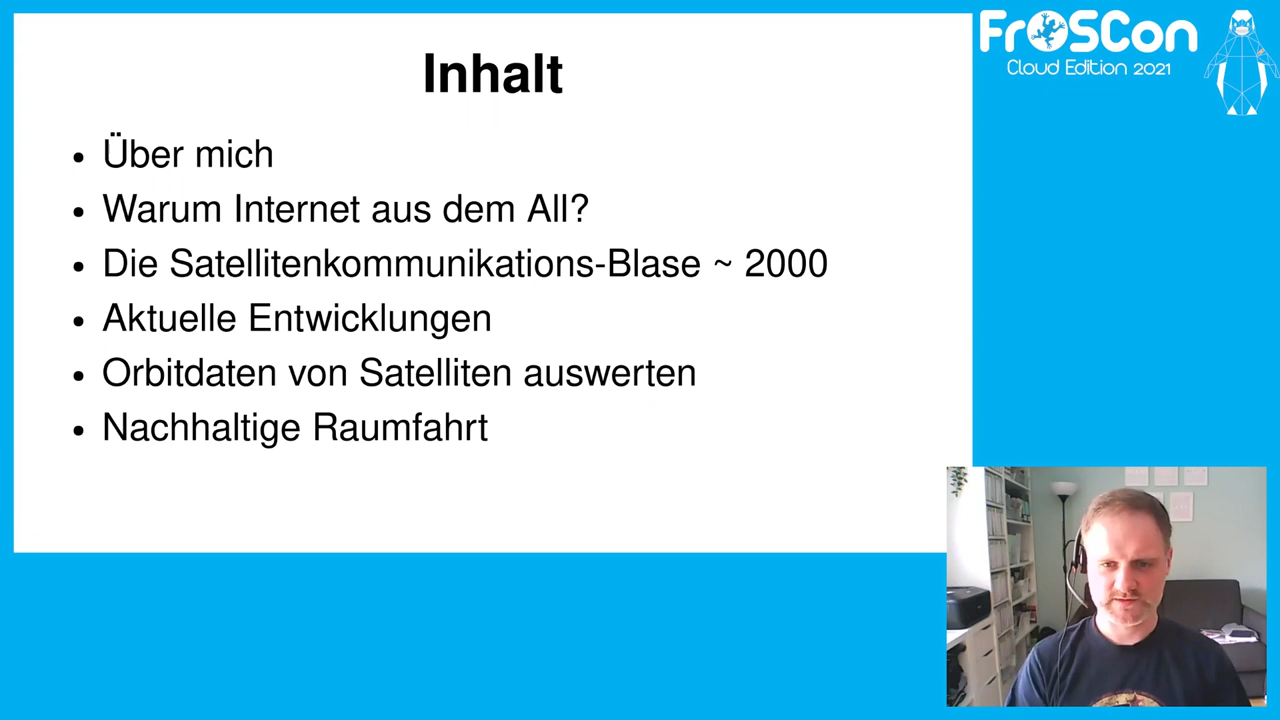 Inhalt
• Über mich
• Warum Internet aus dem All?
• Die Satellitenkommunikations-Blase ~ 2000
• Aktuelle Entwicklungen
• Orbitdaten von Satelliten auswerten
• Nachhaltige Raumfahrt
FrOSCon
Cloud Edition 2021